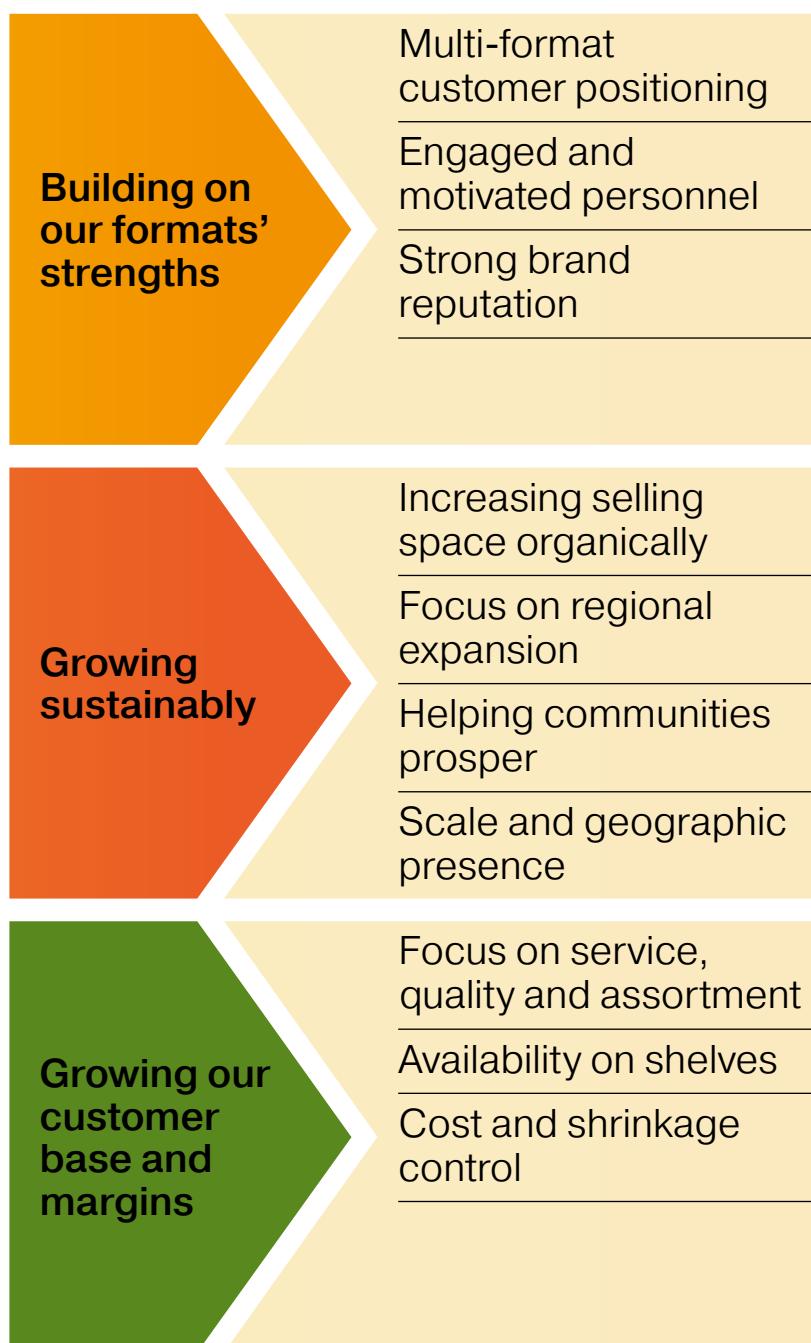 Building on
our formats’
strengths
Multi-format
customer positioning
Engaged and
motivated personnel
Strong brand
reputation
Growing
sustainably
Increasing selling
space organically
Focus on regional
expansion
Helping communities
prosper
Scale and geographic
presence
Growing our
customer
base and
margins
Focus on service,
quality and assortment
Availability on shelves
Cost and shrinkage
control